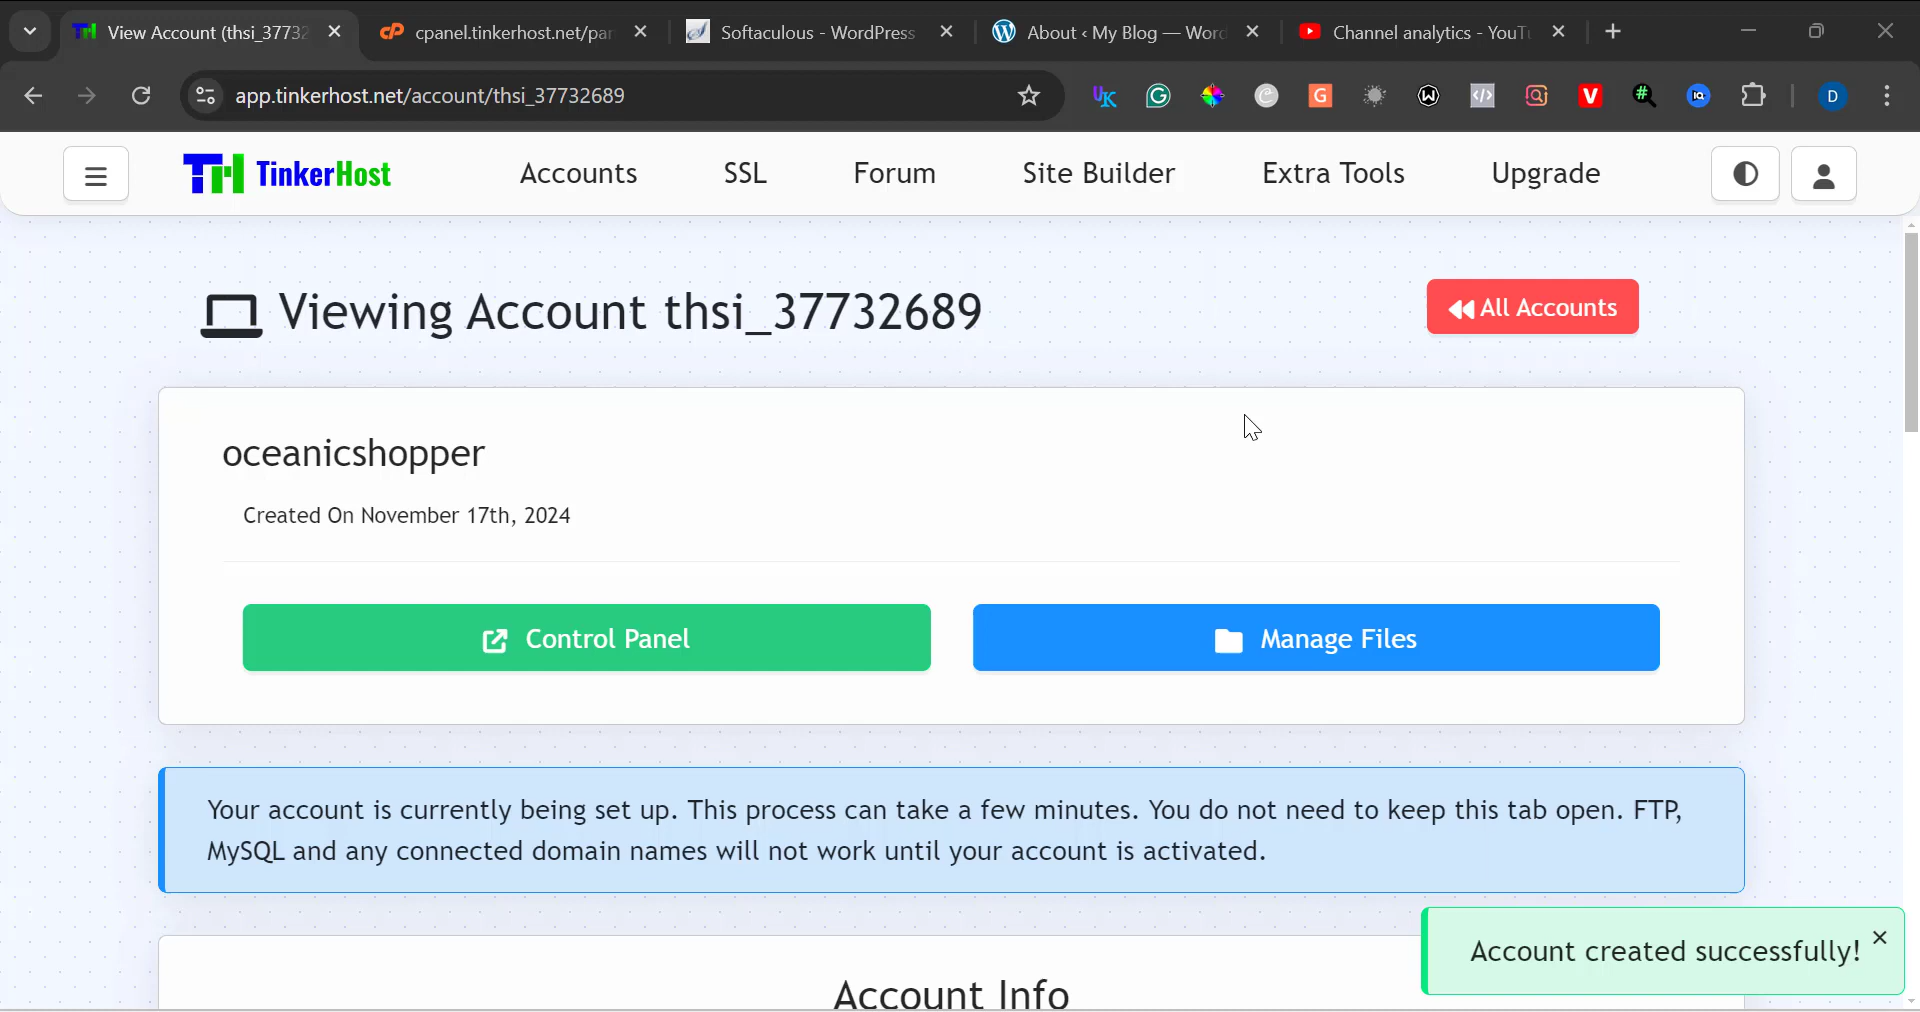 View Account (thsi_3773
cpanel.tinkerhost.net/pan
Softaculous - WordPress
About ‹ My Blog — Word
Channel analytics - YouTu
app.tinkerhost.net/account/thsi_37732689
TinkerHost
Accounts
SSL
Forum
Site Builder
Extra Tools
Upgrade
Viewing Account thsi_37732689
All Accounts
oceanicshopper
Created On November 17th, 2024
Control Panel
Manage Files
Your account is currently being set up. This process can take a few minutes. You do not need to keep this tab open. FTP,
MySQL and any connected domain names will not work until your account is activated.
Account created successfully!
Account Info